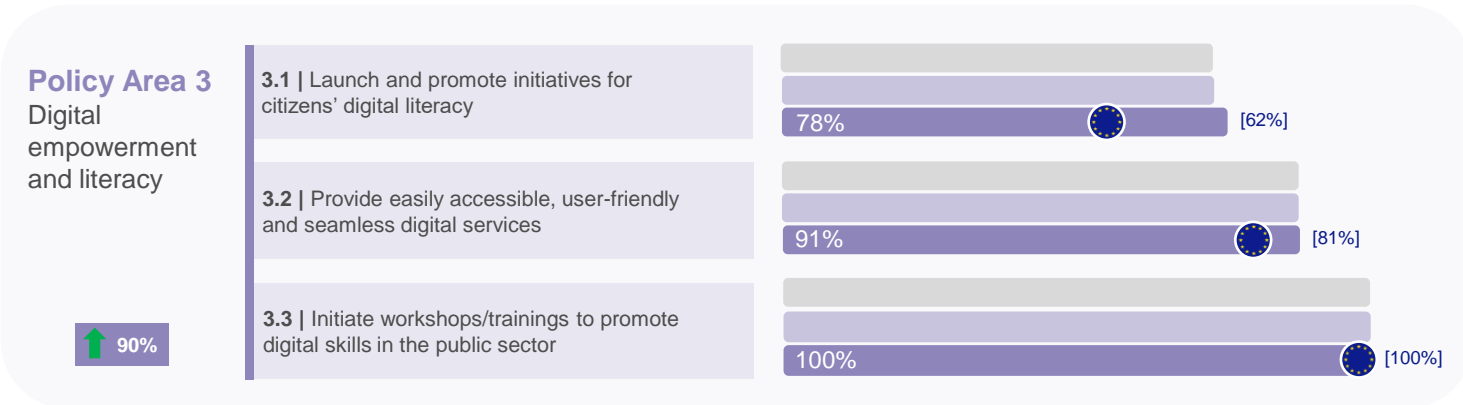 Policy Area 3
Digital
empowerment
and literacy
90%
3.1 | Launch and promote initiatives for
citizens’ digital literacy
78%
[62%]
3.2 | Provide easily accessible, user-friendly
and seamless digital services
91%
[81%]
3.3 | Initiate workshops/trainings to promote
digital skills in the public sector
100%
[100%]